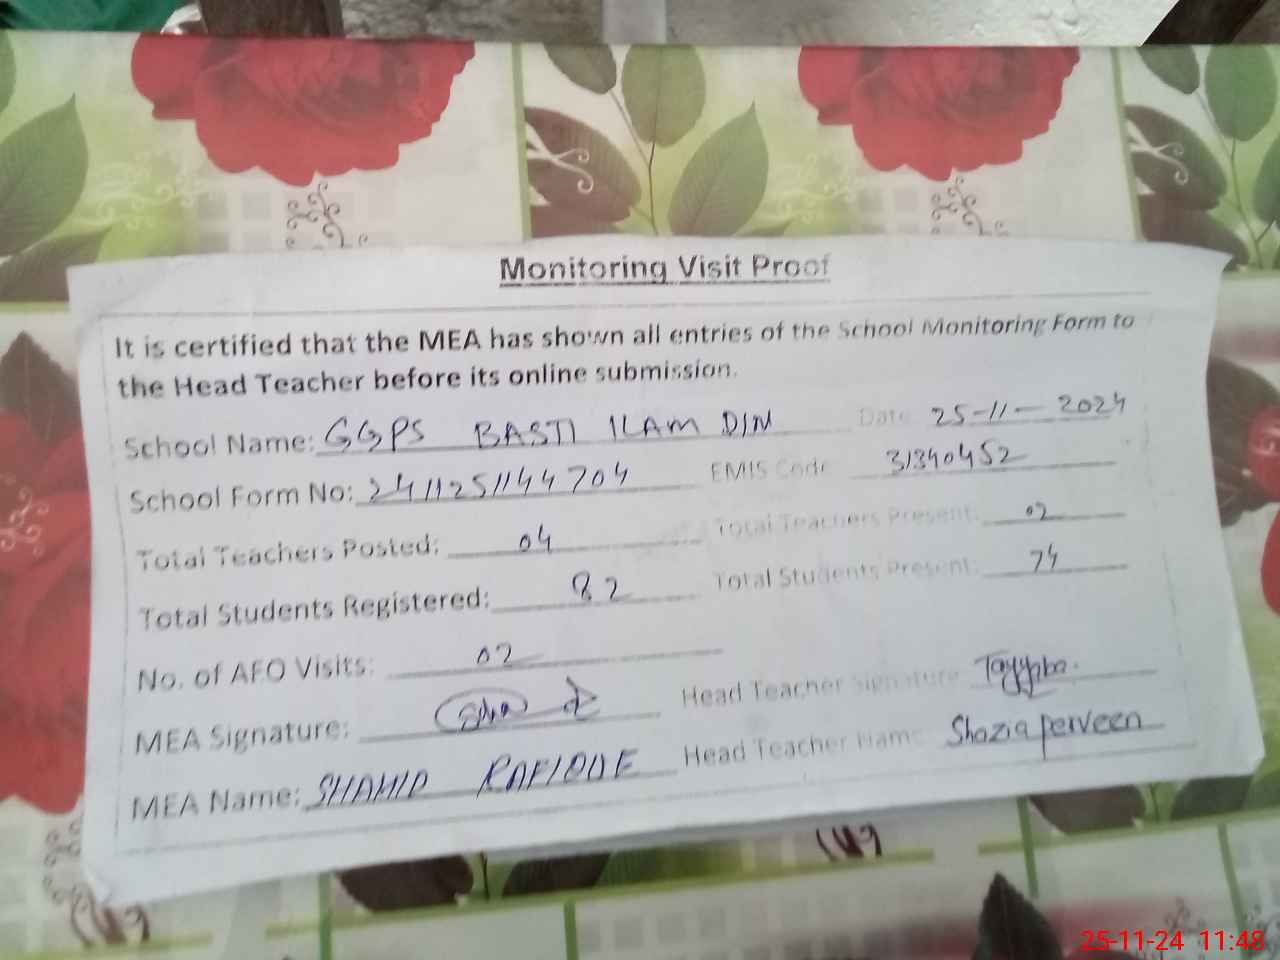 Monitoring Visit Proof
It is certified that the MEA has shown all entries of the School Monitoring Form to
the Head Teacher before its online submission.
School Name: GGPS BASTI ILAM DIN Date 25-11-2024
School Form No: 2411251144704 EMIS Code 31340452
Total Teachers Posted: 04 Total Teachers Present: 02
Total Students Registered: 82 Total Students Present: 74
No. of AEO Visits: 02
MEA Signature: Head Teacher Signature Tayyaba.
MEA Name: SHAHID RAFIQUE Head Teacher Name Shazia perveen
25-11-24 11:48